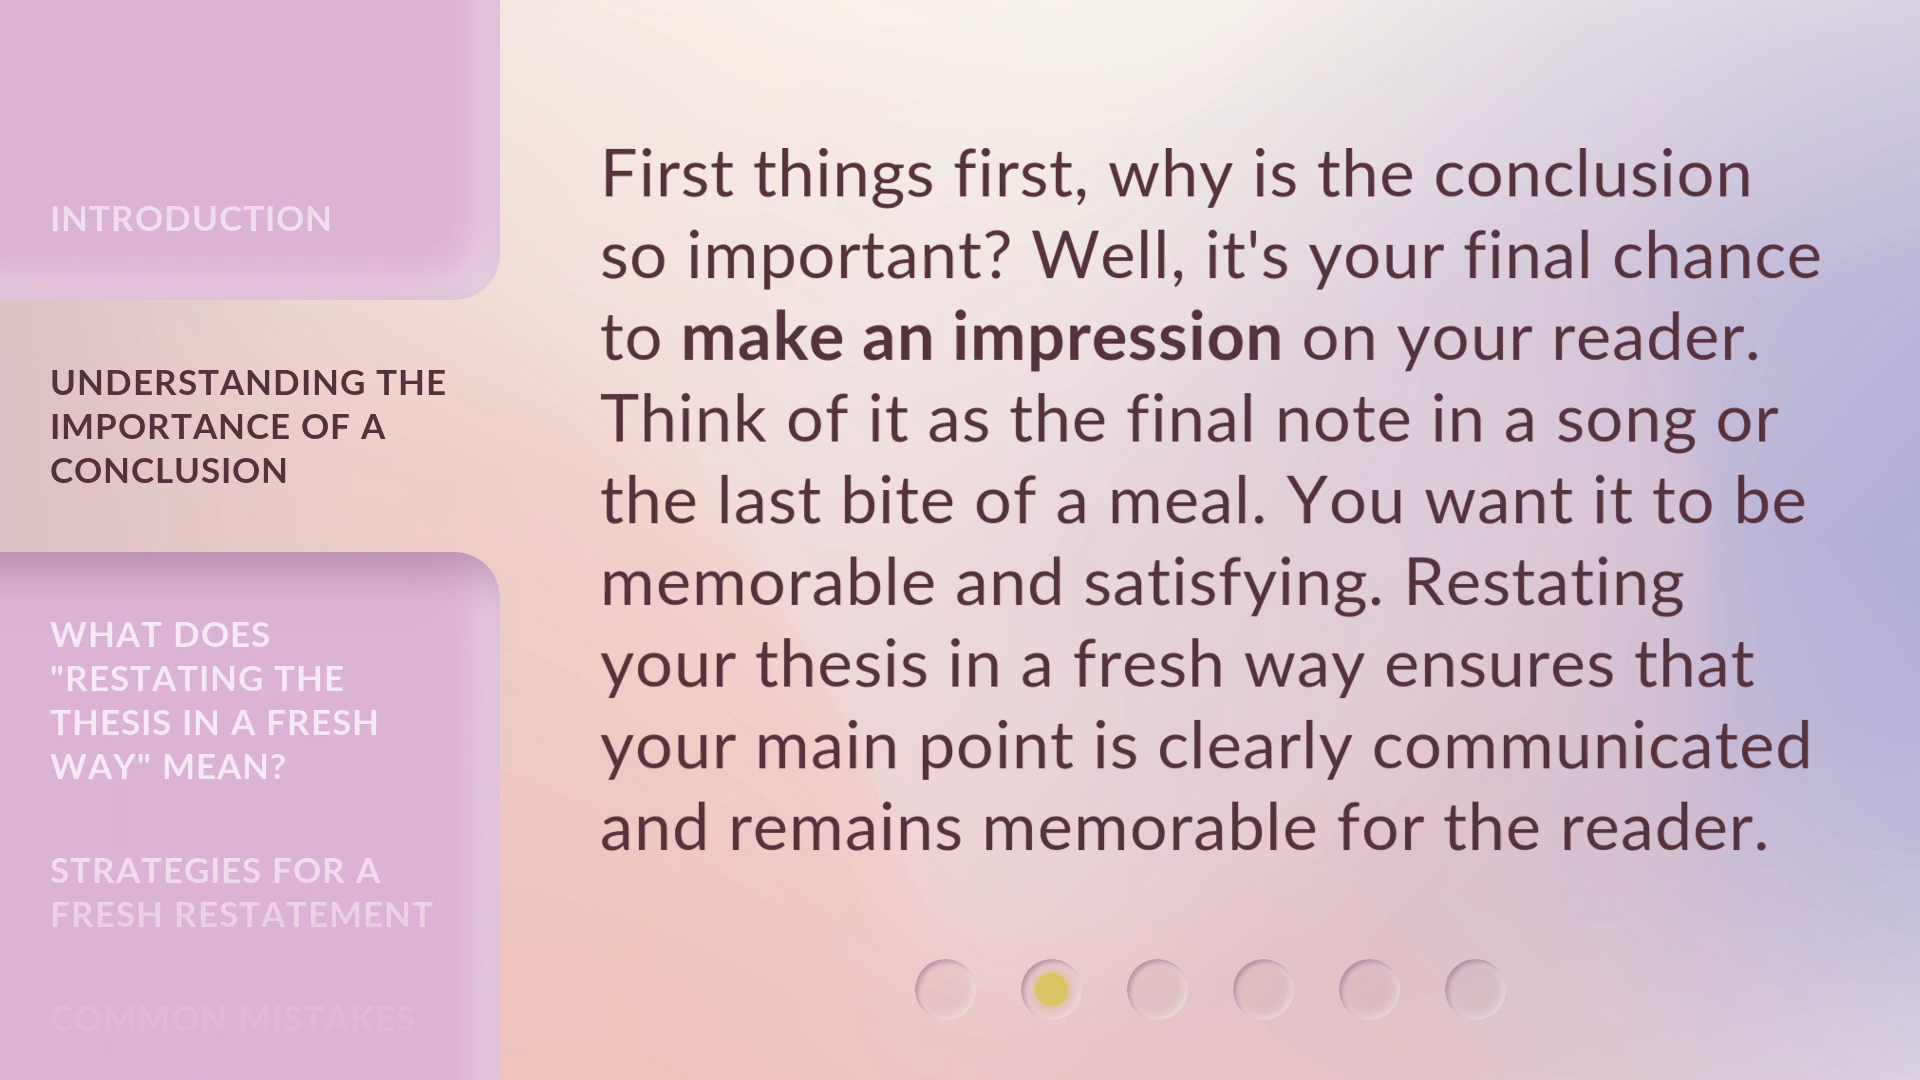 INTRODUCTION
UNDERSTANDING THE
IMPORTANCE OF A
CONCLUSION
WHAT DOES
"RESTATING THE
THESIS IN A FRESH
WAY" MEAN?
STRATEGIES FOR A
FRESH RESTATEMENT
COMMON MISTAKES
First things first, why is the conclusion
so important? Well, it's your final chance
to make an impression on your reader.
Think of it as the final note in a song or
the last bite of a meal. You want it to be
memorable and satisfying. Restating
your thesis in a fresh way ensures that
your main point is clearly communicated
and remains memorable for the reader.